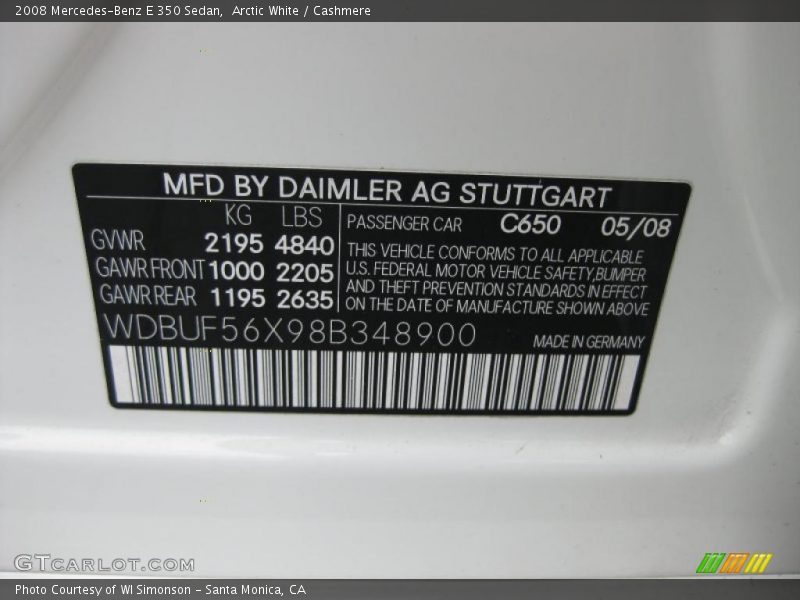 2008 Mercedes-Benz E 350 Sedan,  Arctic White / Cashmere
MFD BY DAIMLER AG STUTTGART
KG LBS
GVWR 2195 4840
GAWR FRONT 1000 2205
GAWR REAR 1195 2635
PASSENGER CAR C650 05/08
THIS VEHICLE CONFORMS TO ALL APPLICABLE
U.S. FEDERAL MOTOR VEHICLE SAFETY,BUMPER
AND THEFT PREVENTION STANDARDS IN EFFECT
ON THE DATE OF MANUFACTURE SHOWN ABOVE
WDBUF56X98B348900
MADE IN GERMANY
GTCARLOT.COM
Photo Courtesy of WI Simonson - Santa Monica, CA